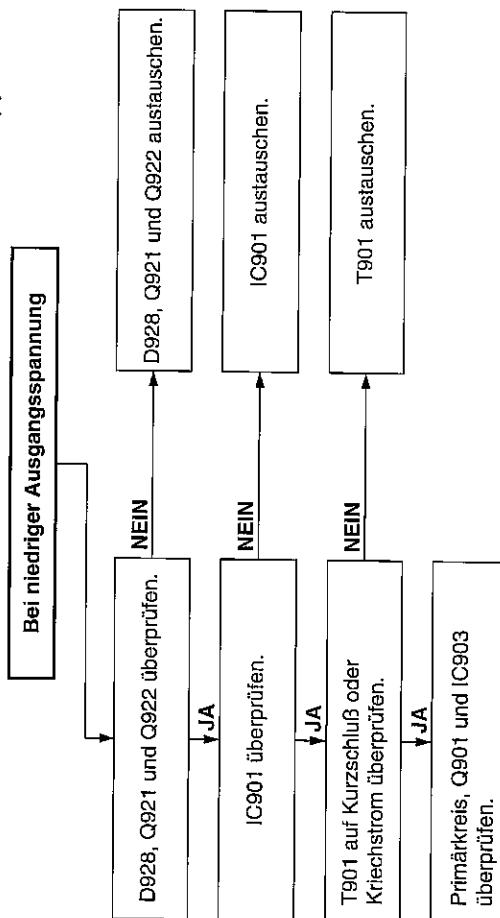 Bei niedriger Ausgangsspannung
D928, Q921 und Q922 überprüfen.
NEIN
D928, Q921 und Q922 austauschen.
JA
IC901 überprüfen.
NEIN
IC901 austauschen.
JA
T901 auf Kurzschluß oder
Kriechstrom überprüfen.
NEIN
T901 austauschen.
JA
Primärkreis, Q901 und IC903
überprüfen.